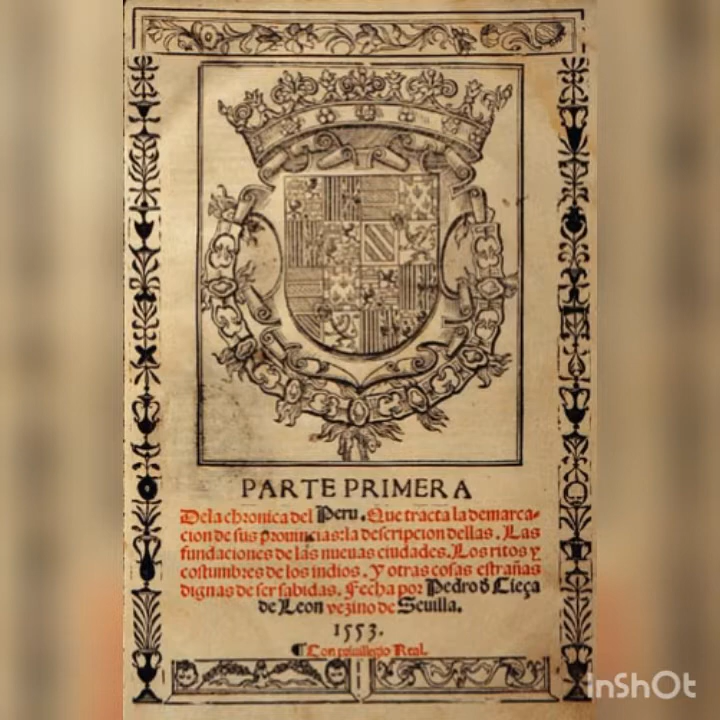 PARTE PRIMERA
Dela chronica del Peru. Que tracta la demarca-
cion de sus prouincias: la descripcion dellas. Las
fundaciones de las nueuas ciudades. Los ritos y
costumbres de los indios. Y otras cosas estrañas
dignas de ser sabidas. Fecha por Pedro d Cieça
de Leon vezino de Seuilla.
1553.
¶Con priuillegio Real.
InShOt